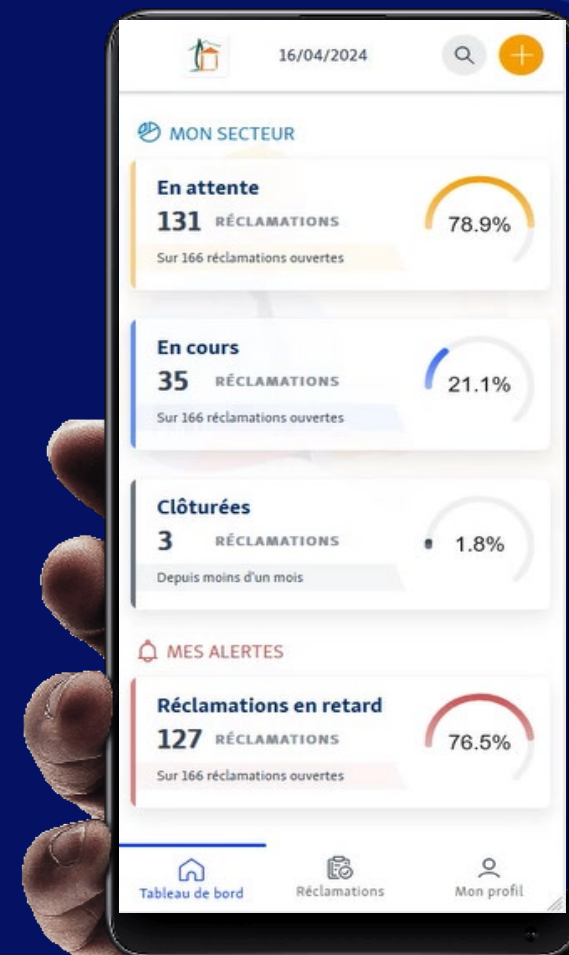 16/04/2024
MON SECTEUR
En attente
131 RÉCLAMATIONS
78.9%
Sur 166 réclamations ouvertes
En cours
35 RÉCLAMATIONS
21.1%
Sur 166 réclamations ouvertes
Clôturées
3 RÉCLAMATIONS
1.8%
Depuis moins d'un mois
MES ALERTES
Réclamations en retard
127 RÉCLAMATIONS
76.5%
Sur 166 réclamations ouvertes
Tableau de bord
Réclamations
Mon profil